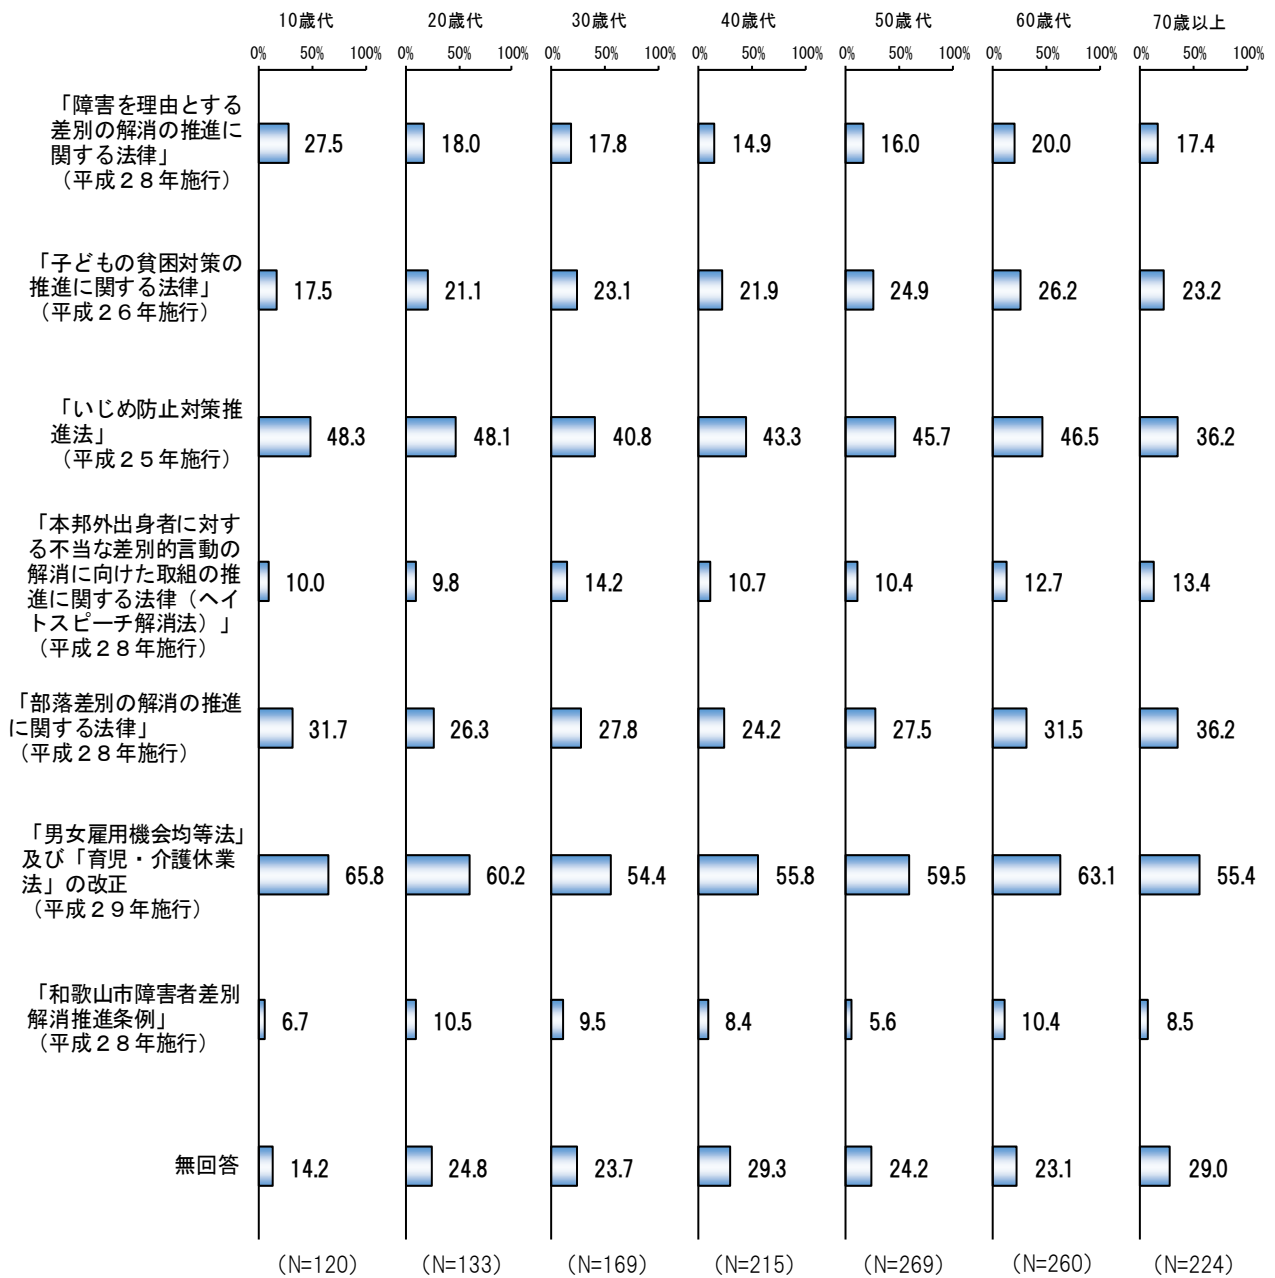 10歳代 20歳代 30歳代 40歳代 50歳代 60歳代 70歳以上
0% 50% 100% 0% 50% 100% 0% 50% 100% 0% 50% 100% 0% 50% 100% 0% 50% 100% 0% 50% 100%
「障害を理由とする
差別の解消の推進に
関する法律」
（平成２８年施行）
27.5 18.0 17.8 14.9 16.0 20.0 17.4
「子どもの貧困対策の
推進に関する法律」
（平成２６年施行）
17.5 21.1 23.1 21.9 24.9 26.2 23.2
「いじめ防止対策推
進法」
（平成２５年施行）
48.3 48.1 40.8 43.3 45.7 46.5 36.2
「本邦外出身者に対す
る不当な差別的言動の
解消に向けた取組の推
進に関する法律（ヘイ
トスピーチ解消法）」
（平成２８年施行）
10.0 9.8 14.2 10.7 10.4 12.7 13.4
「部落差別の解消の推進
に関する法律」
（平成２８年施行）
31.7 26.3 27.8 24.2 27.5 31.5 36.2
「男女雇用機会均等法」
及び「育児・介護休業
法」の改正
（平成２９年施行）
65.8 60.2 54.4 55.8 59.5 63.1 55.4
「和歌山市障害者差別
解消推進条例」
（平成２８年施行）
6.7 10.5 9.5 8.4 5.6 10.4 8.5
無回答
14.2 24.8 23.7 29.3 24.2 23.1 29.0
（N=120） （N=133） （N=169） （N=215） （N=269） （N=260） （N=224）